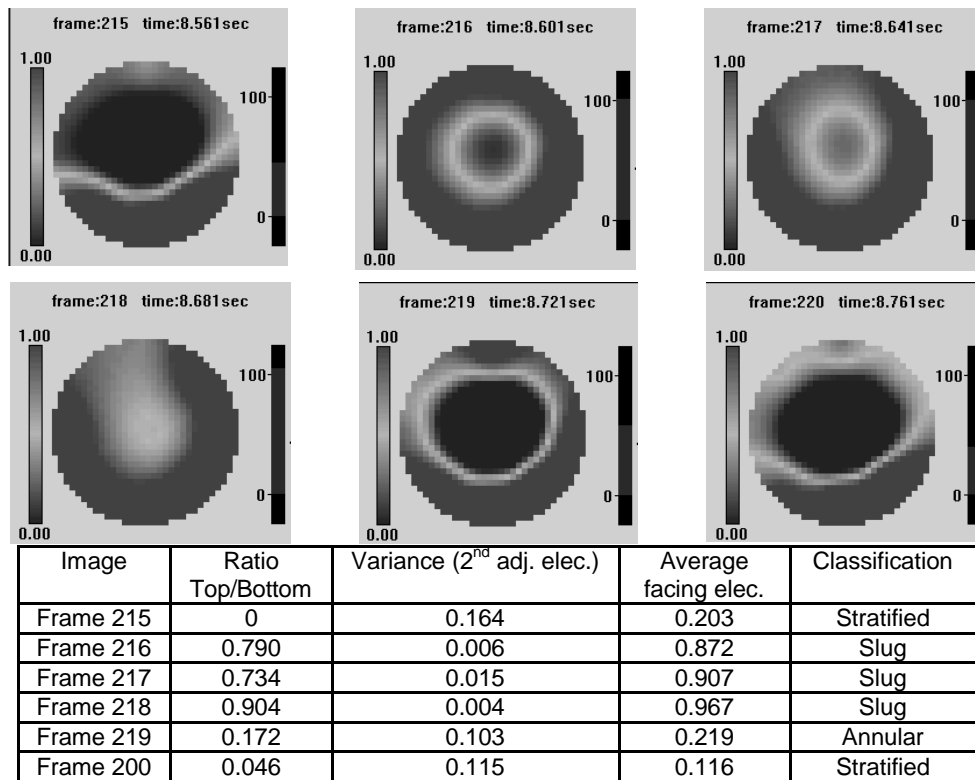 frame:215 time:8.561sec
1.00
100
0
0.00
frame:216 time:8.601sec
1.00
100
0
0.00
frame:217 time:8.641sec
1.00
100
0
0.00
frame:218 time:8.681sec
1.00
100
0
0.00
frame:219 time:8.721sec
1.00
100
0
0.00
frame:220 time:8.761sec
1.00
100
0
0.00
Image Ratio Top/Bottom Variance (2nd adj. elec.) Average facing elec. Classification
Frame 215 0 0.164 0.203 Stratified
Frame 216 0.790 0.006 0.872 Slug
Frame 217 0.734 0.015 0.907 Slug
Frame 218 0.904 0.004 0.967 Slug
Frame 219 0.172 0.103 0.219 Annular
Frame 200 0.046 0.115 0.116 Stratified